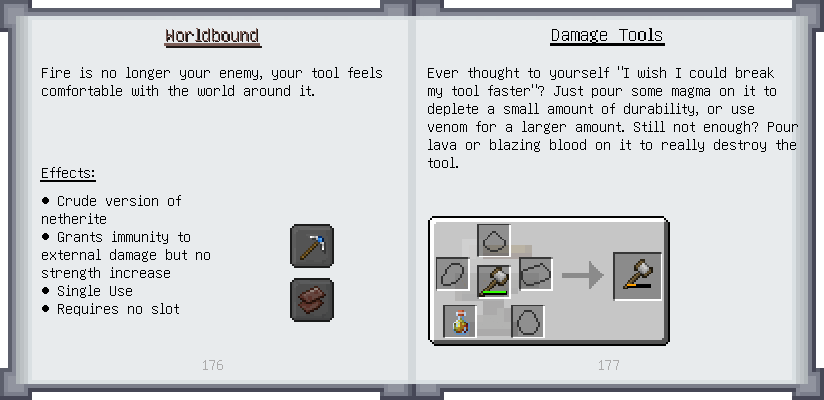 Worldbound
Fire is no longer your enemy, your tool feels
comfortable with the world around it.
Effects:
• Crude version of
netherite
• Grants immunity to
external damage but no
strength increase
• Single Use
• Requires no slot
176
Damage Tools
Ever thought to yourself "I wish I could break
my tool faster"? Just pour some magma on it to
deplete a small amount of durability, or use
venom for a larger amount. Still not enough? Pour
lava or blazing blood on it to really destroy the
tool.
177